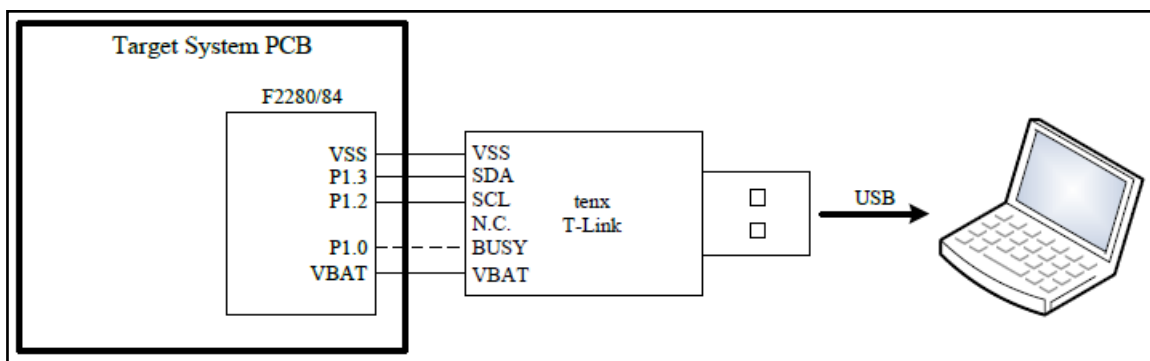 Target System PCB
F2280/84
VSS
P1.3
P1.2
P1.0
VBAT
VSS
SDA
SCL
N.C.
BUSY
VBAT
tenx
T-Link
USB